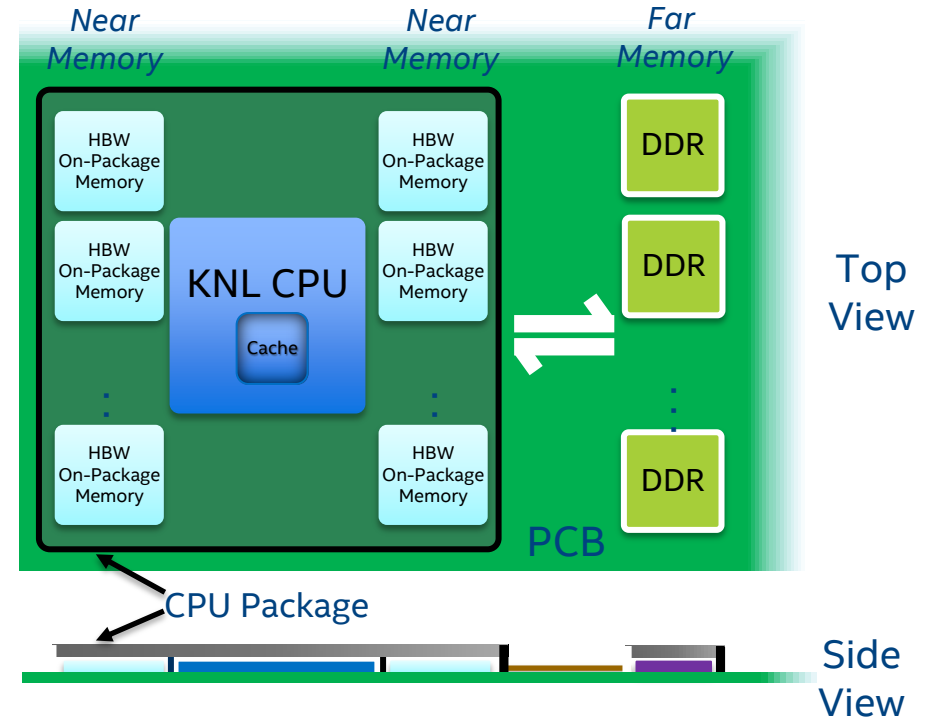 Near
Memory
Near
Memory
Far
Memory
HBW
On-Package
Memory
HBW
On-Package
Memory
DDR
HBW
On-Package
Memory
KNL CPU
Cache
HBW
On-Package
Memory
DDR
Top
View
HBW
On-Package
Memory
HBW
On-Package
Memory
DDR
PCB
CPU Package
Side
View